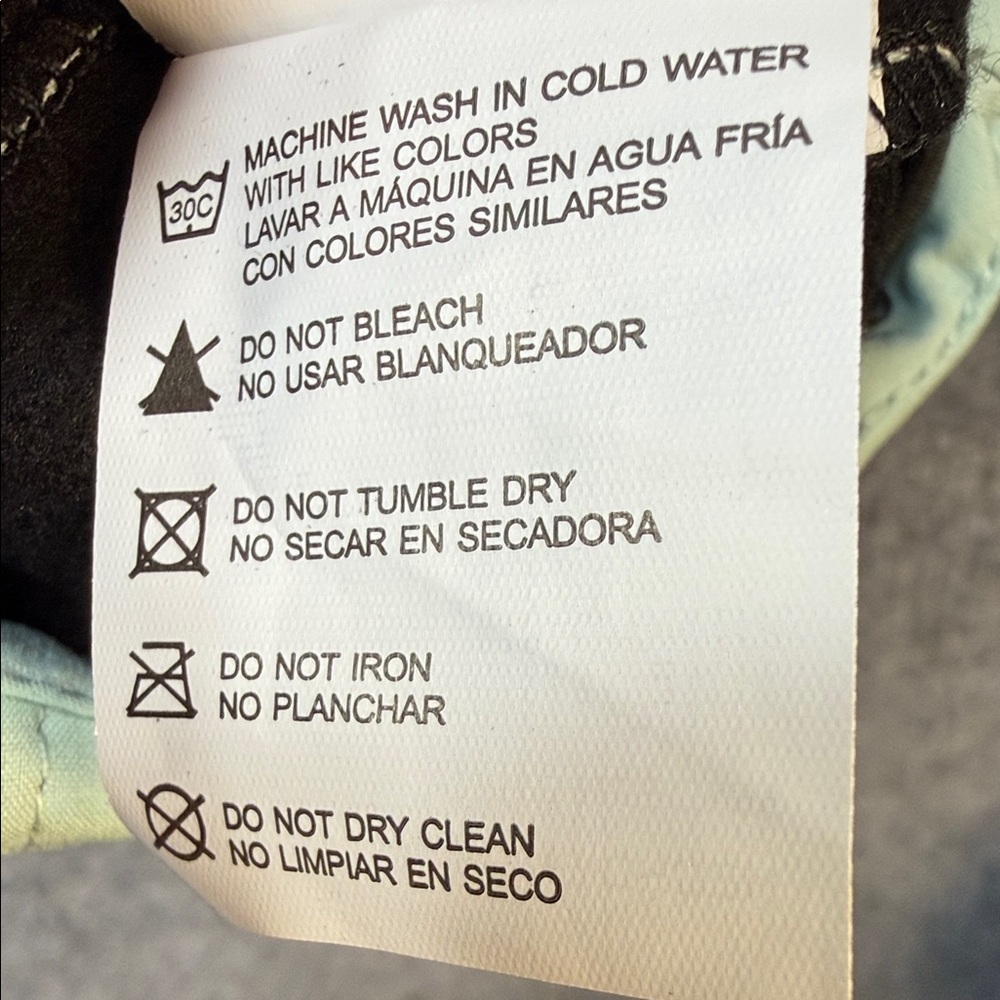 MACHINE WASH IN COLD WATER
WITH LIKE COLORS
30C
LAVAR A MÁQUINA EN AGUA FRÍA
CON COLORES SIMILARES
DO NOT BLEACH
NO USAR BLANQUEADOR
DO NOT TUMBLE DRY
NO SECAR EN SECADORA
DO NOT IRON
NO PLANCHAR
DO NOT DRY CLEAN
NO LIMPIAR EN SECO